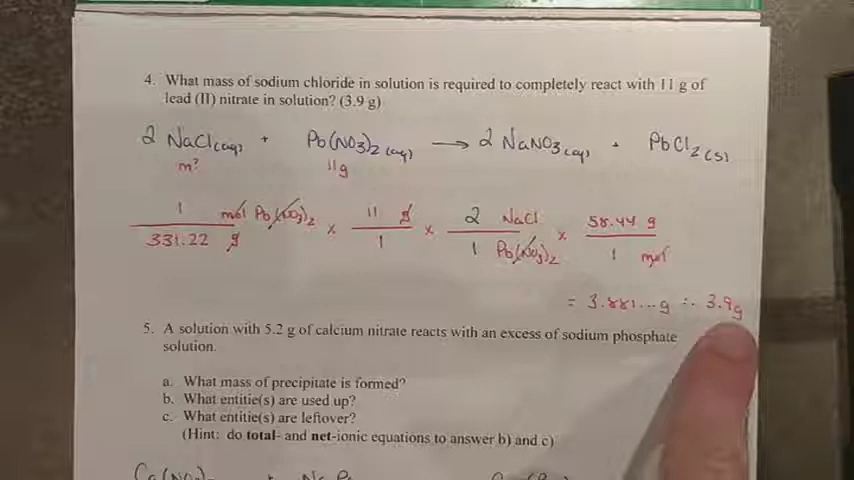 4. What mass of sodium chloride in solution is required to completely react with 11 g of
lead (II) nitrate in solution? (3.9 g)
2 NaCl(aq) + Pb(NO3)2(aq) → 2 NaNO3(aq) + PbCl2(s)
m? 11g
1 mol Pb(NO3)2 / 331.22 g × 11 g / 1 × 2 NaCl / 1 Pb(NO3)2 × 58.44 g / 1 mol
= 3.881...g ∴ 3.9g
5. A solution with 5.2 g of calcium nitrate reacts with an excess of sodium phosphate
solution.
a. What mass of precipitate is formed?
b. What entitie(s) are used up?
c. What entitie(s) are leftover?
(Hint: do total- and net-ionic equations to answer b) and c)